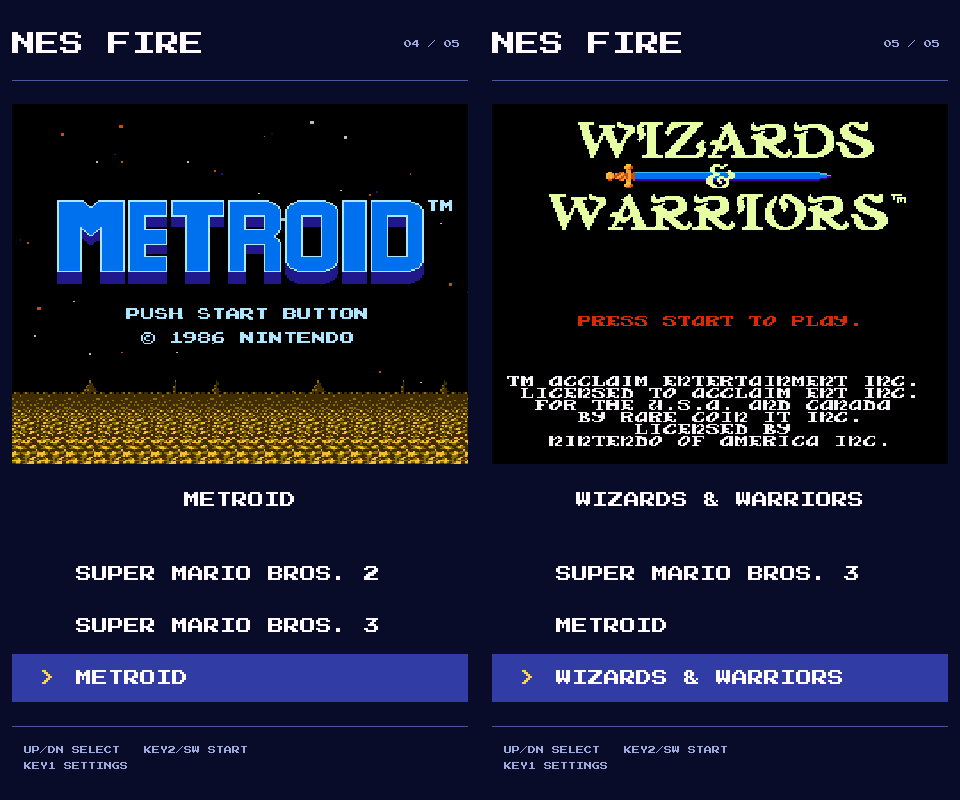 NES FIRE
04 / 05
METROID™
PUSH START BUTTON
© 1986 NINTENDO
METROID
SUPER MARIO BROS. 2
SUPER MARIO BROS. 3
> METROID
UP/DN SELECT KEY2/SW START
KEY1 SETTINGS
NES FIRE
05 / 05
WIZARDS
&
WARRIORS™
PRESS START TO PLAY.
TM ACCLAIM ENTERTAINMENT INC.
LICENSED TO ACCLAIM ENT INC.
FOR THE U.S.A. AND CANADA
BY RARE COIN IT INC.
LICENSED BY
NINTENDO OF AMERICA INC.
WIZARDS & WARRIORS
SUPER MARIO BROS. 3
METROID
> WIZARDS & WARRIORS
UP/DN SELECT KEY2/SW START
KEY1 SETTINGS